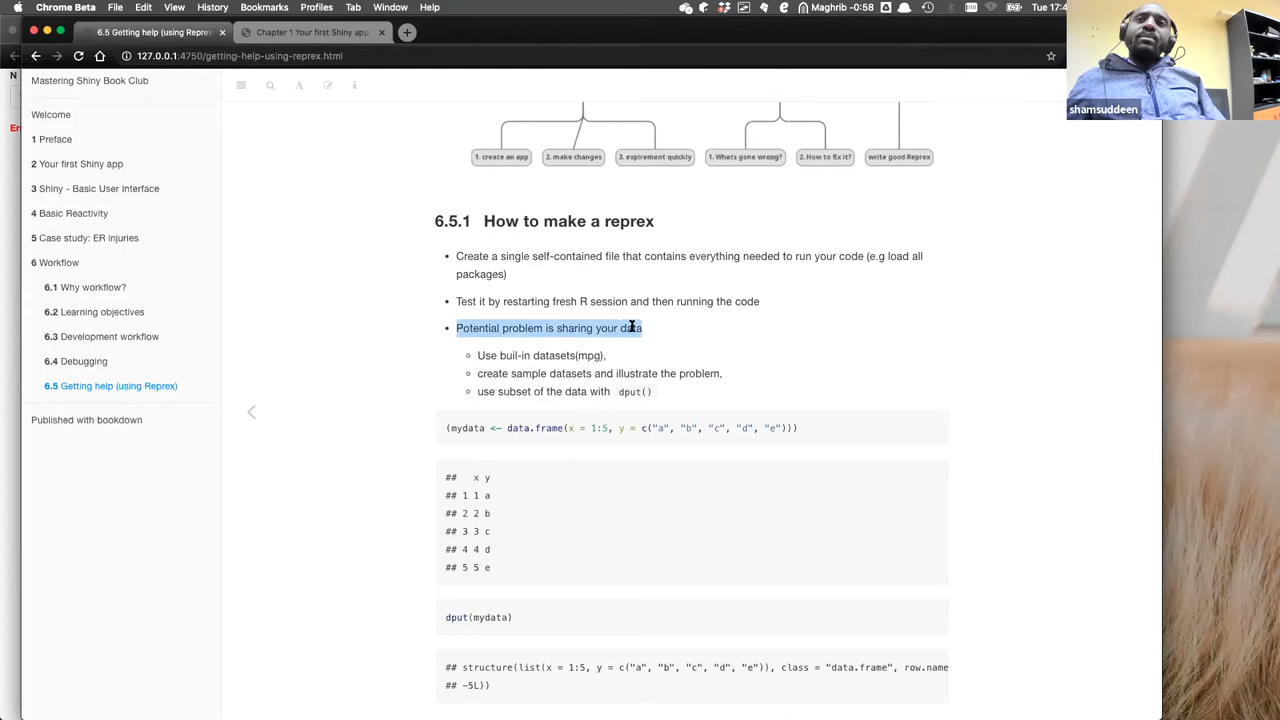 Chrome Beta File Edit View History Bookmarks Profiles Tab Window Help
Maghrib -0:58
Tue 17:4
6.5 Getting help (using Reprex)
Chapter 1 Your first Shiny app
127.0.0.1:4750/getting-help-using-reprex.html
shamsuddeen
N
Er
Mastering Shiny Book Club
Welcome
1 Preface
2 Your first Shiny app
3 Shiny - Basic User Interface
4 Basic Reactivity
5 Case study: ER injuries
6 Workflow
6.1 Why workflow?
6.2 Learning objectives
6.3 Development workflow
6.4 Debugging
6.5 Getting help (using Reprex)
Published with bookdown
1. create an app
2. make changes
3. expirement quickly
1. Whats gone wrong?
2. How to fix it?
write good Reprex
6.5.1 How to make a reprex
• Create a single self-contained file that contains everything needed to run your code (e.g load all
packages)
• Test it by restarting fresh R session and then running the code
• Potential problem is sharing your data
Use buil-in datasets(mpg),
create sample datasets and illustrate the problem,
use subset of the data with dput()
(mydata <- data.frame(x = 1:5, y = c("a", "b", "c", "d", "e")))
## x y
## 1 1 a
## 2 2 b
## 3 3 c
## 4 4 d
## 5 5 e
dput(mydata)
## structure(list(x = 1:5, y = c("a", "b", "c", "d", "e")), class = "data.frame", row.name
## -5L))